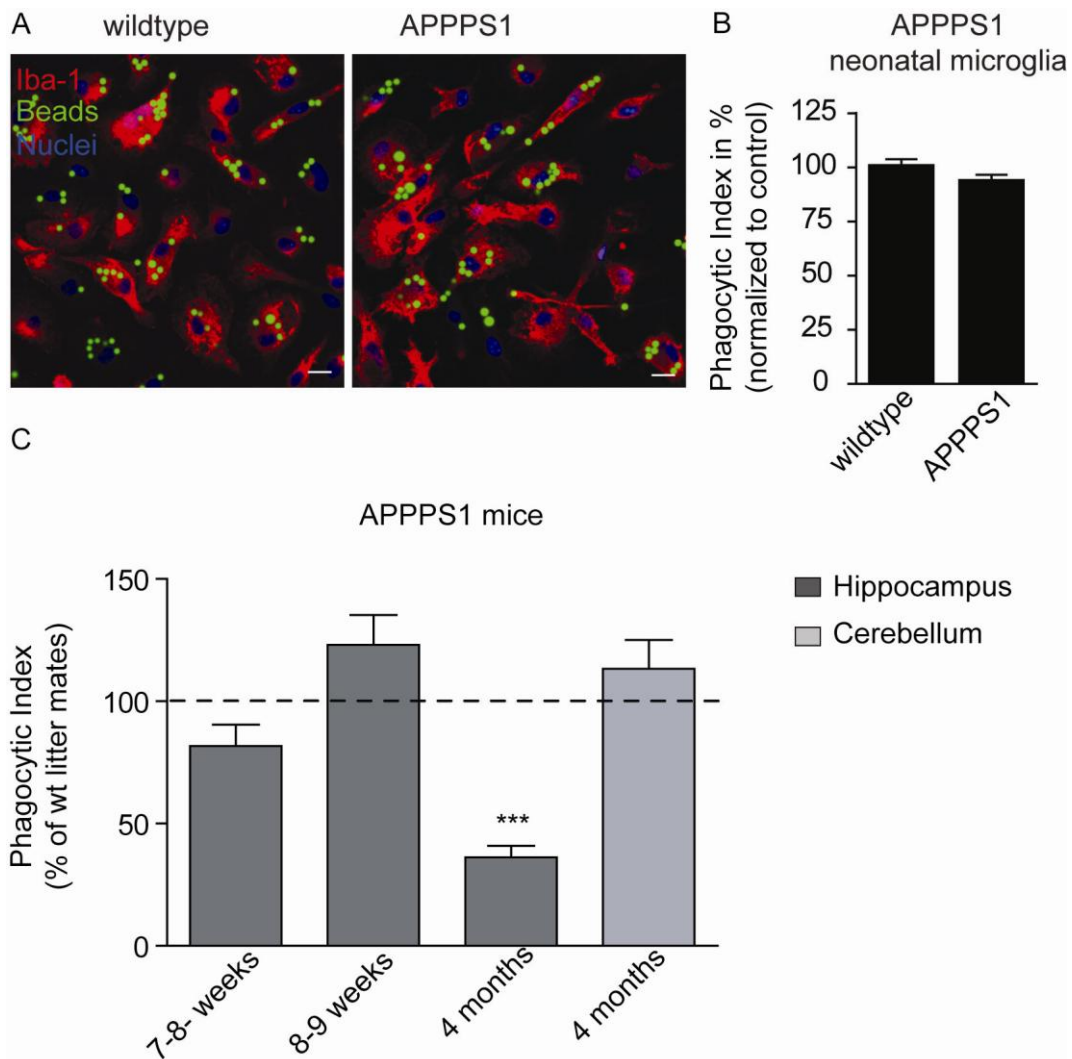 A
wildtype
APPPS1
Iba-1
Beads
Nuclei
B
APPPS1
neonatal microglia
Phagocytic Index in %
(normalized to control)
125
100
75
50
25
0
wildtype
APPPS1
C
APPPS1 mice
Phagocytic Index
(% of wt litter mates)
150
100
50
0
***
7-8- weeks
8-9 weeks
4 months
4 months
Hippocampus
Cerebellum